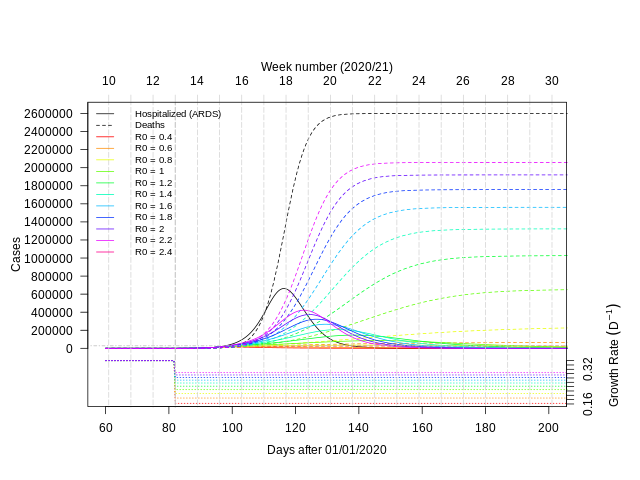 Week number (2020/21)
10 12 14 16 18 20 22 24 26 28 30
2600000
2400000
2200000
2000000
1800000
1600000
1400000
1200000
1000000
800000
600000
400000
200000
0
Cases
Hospitalized (ARDS)
Deaths
R0 = 0.4
R0 = 0.6
R0 = 0.8
R0 = 1
R0 = 1.2
R0 = 1.4
R0 = 1.6
R0 = 1.8
R0 = 2
R0 = 2.2
R0 = 2.4
0.32
0.16
Growth Rate (D⁻¹)
60 80 100 120 140 160 180 200
Days after 01/01/2020